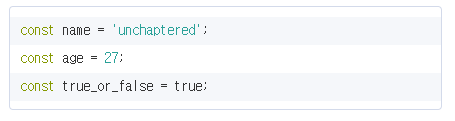 const name = 'unchaptered';
const age = 27;
const true_or_false = true;